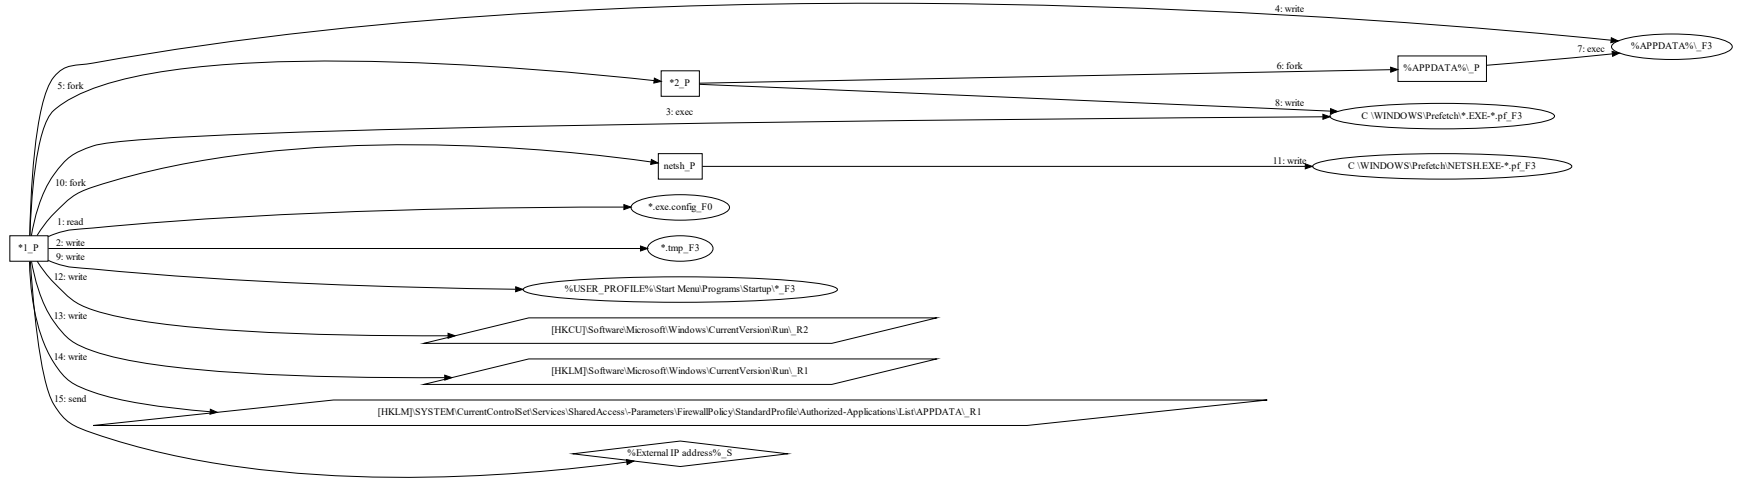 4: write
%APPDATA%\_F3
7: exec
6: fork
%APPDATA%\_P
5: fork
*2_P
8: write
3: exec
C \WINDOWS\Prefetch\*.EXE-*.pf_F3
11: write
netsh_P
C \WINDOWS\Prefetch\NETSH.EXE-*.pf_F3
10: fork
*.exe.config_F0
1: read
*1_P
2: write
*.tmp_F3
9: write
12: write
%USER_PROFILE%\Start Menu\Programs\Startup\*_F3
13: write
[HKCU]\Software\Microsoft\Windows\CurrentVersion\Run\_R2
14: write
[HKLM]\Software\Microsoft\Windows\CurrentVersion\Run\_R1
15: send
[HKLM]\SYSTEM\CurrentControlSet\Services\SharedAccess\-Parameters\FirewallPolicy\StandardProfile\Authorized-Applications\List\APPDATA\_R1
%External IP address%_S